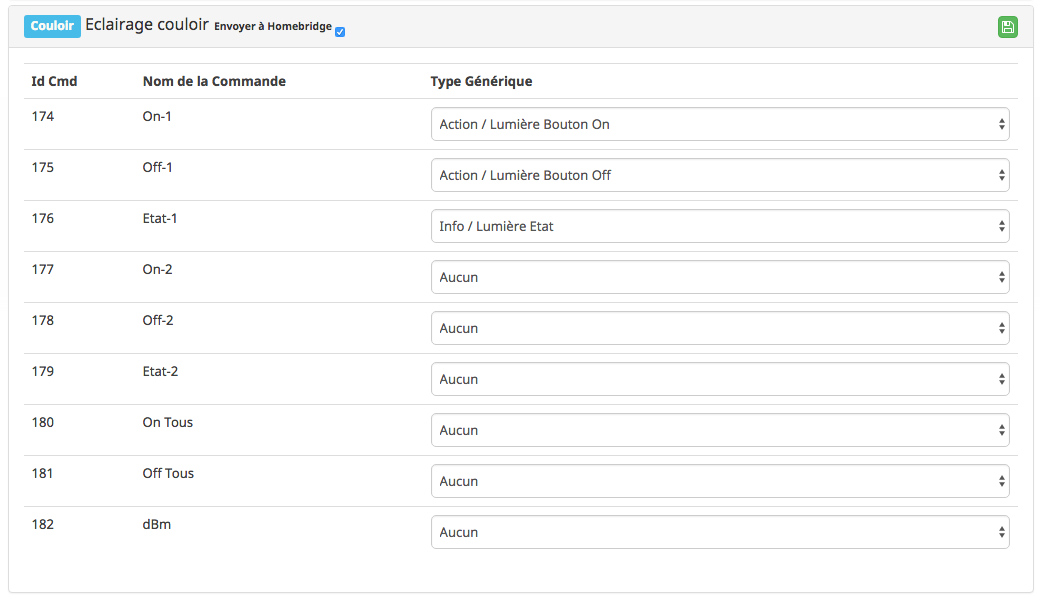 Couloir Eclairage couloir Envoyer à Homebridge
Id Cmd Nom de la Commande Type Générique
174 On-1 Action / Lumière Bouton On
175 Off-1 Action / Lumière Bouton Off
176 Etat-1 Info / Lumière Etat
177 On-2 Aucun
178 Off-2 Aucun
179 Etat-2 Aucun
180 On Tous Aucun
181 Off Tous Aucun
182 dBm Aucun